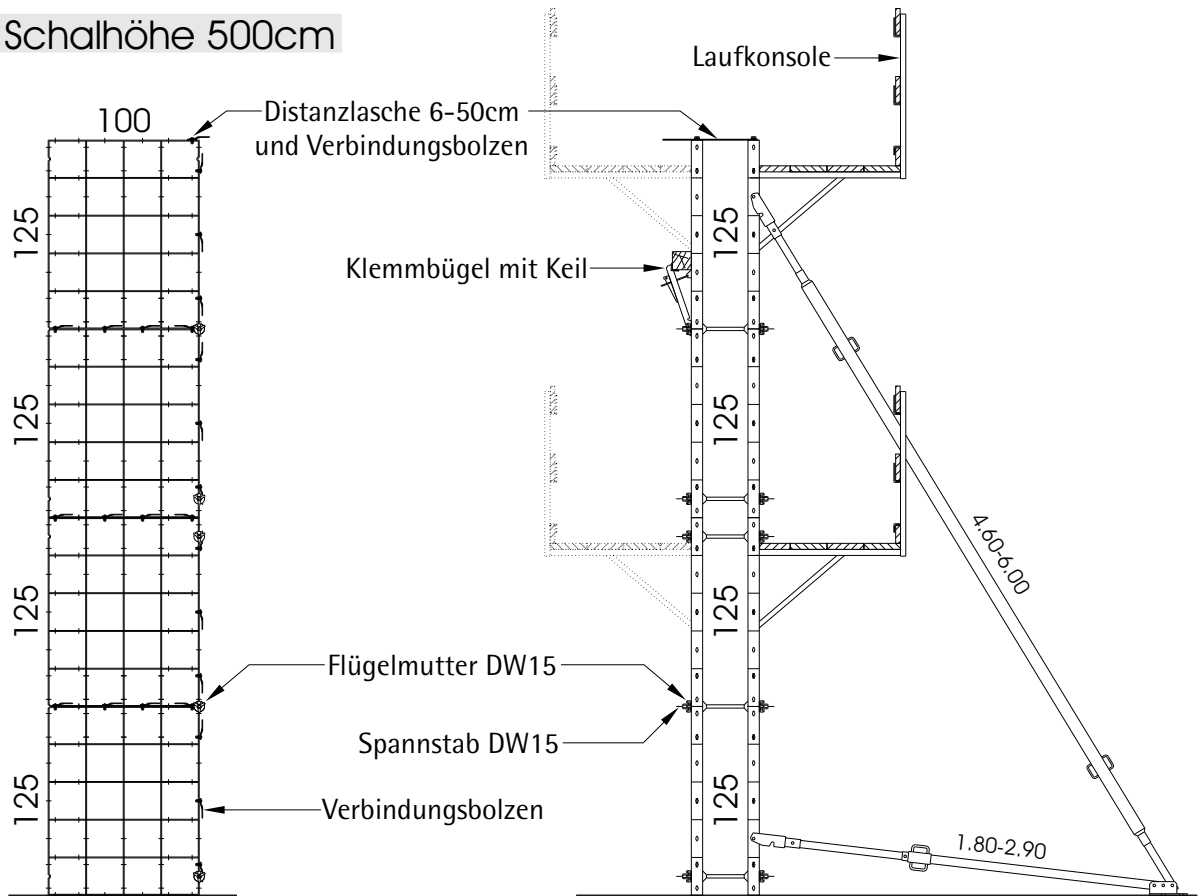 Schalhöhe 500cm
Laufkonsole
100
Distanzlasche 6-50cm
und Verbindungsbolzen
125
125
Klemmbügel mit Keil
125
125
4.60-6.00
125
125
Flügelmutter DW15
Spannstab DW15
125
125
Verbindungsbolzen
1.80-2.90